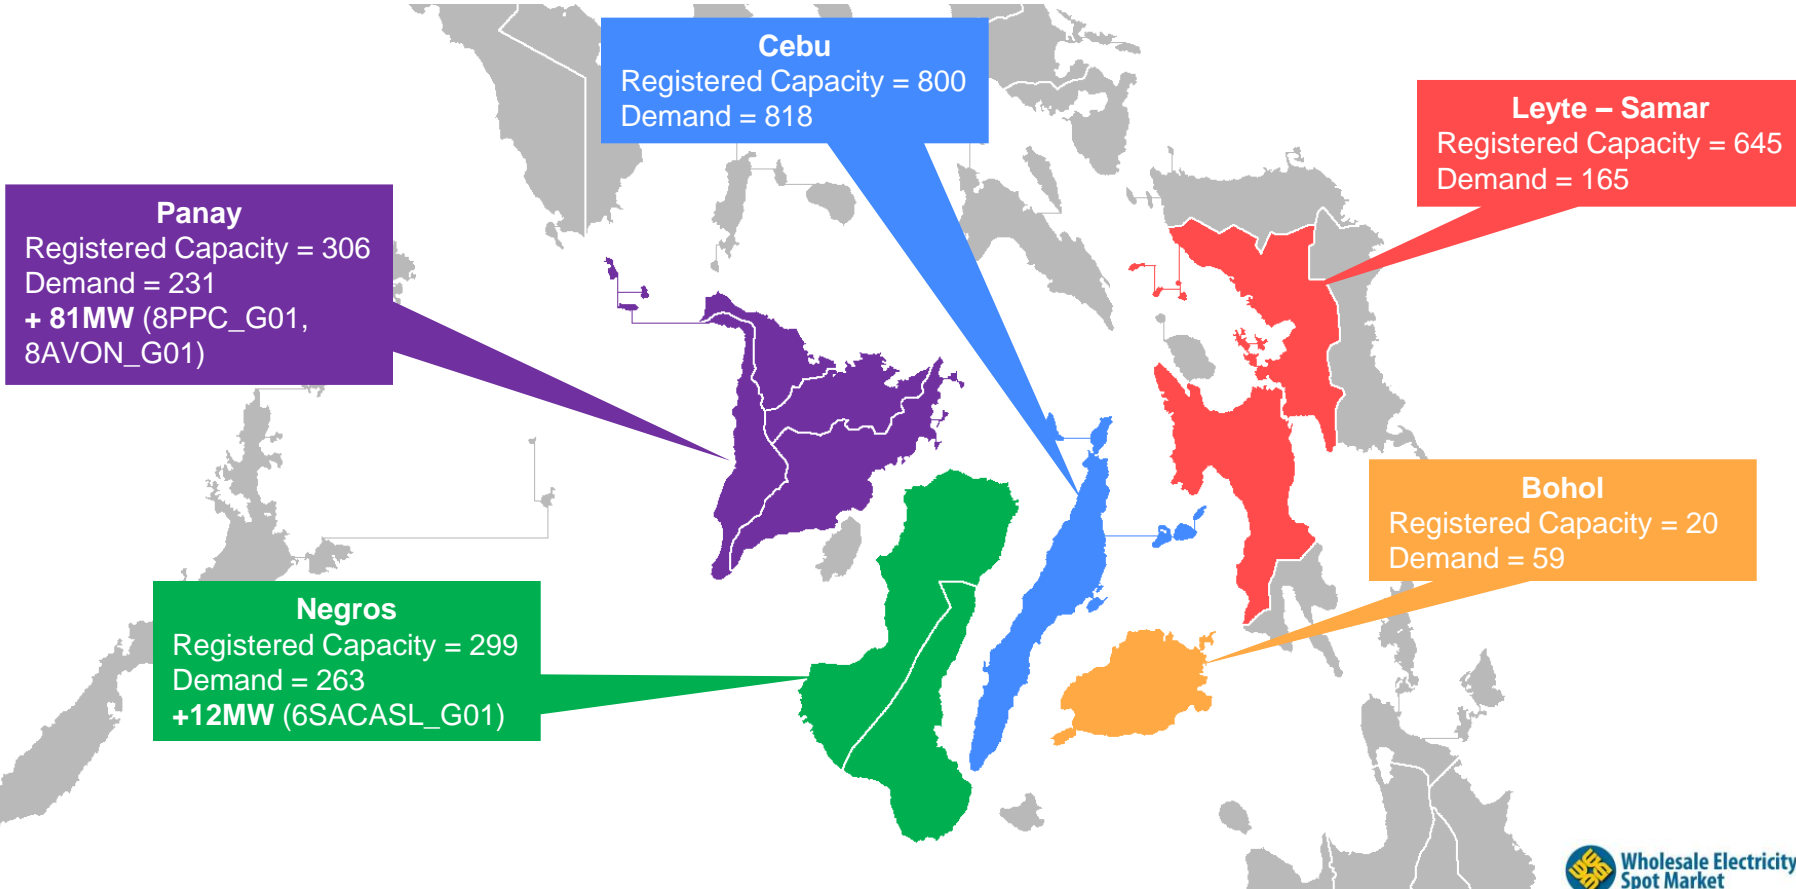 Cebu
Registered Capacity = 800
Demand = 818
Leyte – Samar
Registered Capacity = 645
Demand = 165
Panay
Registered Capacity = 306
Demand = 231
+ 81MW (8PPC_G01,
8AVON_G01)
Bohol
Registered Capacity = 20
Demand = 59
Negros
Registered Capacity = 299
Demand = 263
+12MW (6SACASL_G01)
Wholesale Electricity
Spot Market